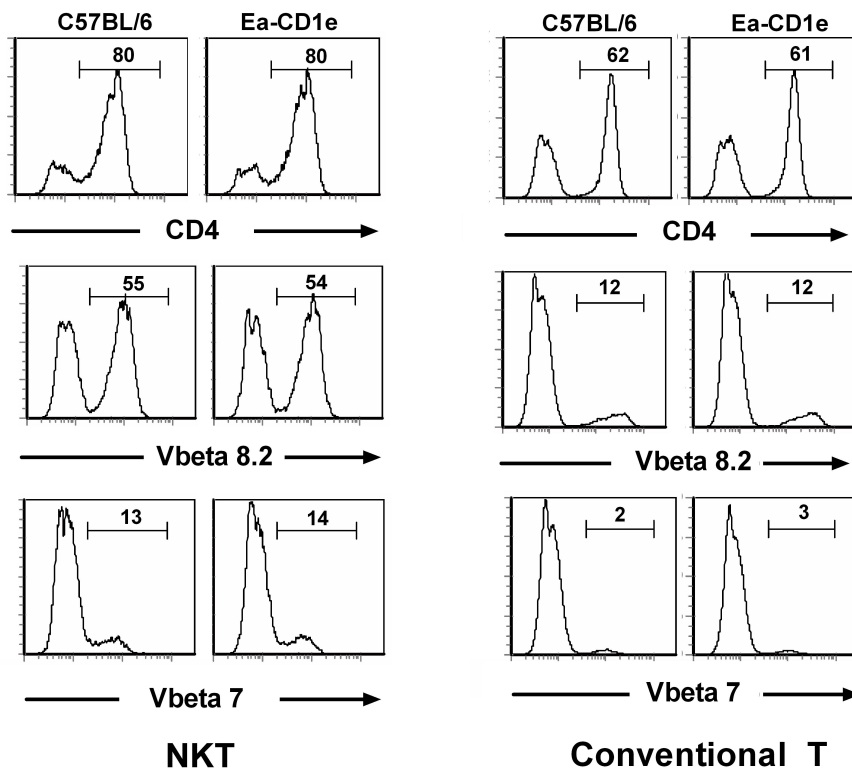 C57BL/6 Ea-CD1e C57BL/6 Ea-CD1e
80 80 62 61
CD4 CD4
55 54 12 12
Vbeta 8.2 Vbeta 8.2
13 14 2 3
Vbeta 7 Vbeta 7
NKT Conventional T